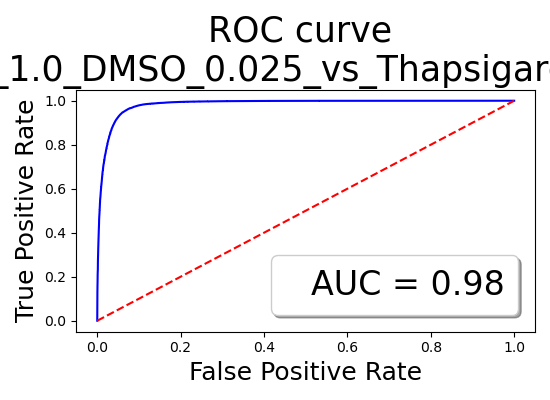 ROC curve
_1.0_DMSO_0.025_vs_Thapsigar
True Positive Rate
1.0
0.8
0.6
0.4
0.2
0.0
AUC = 0.98
0.0 0.2 0.4 0.6 0.8 1.0
False Positive Rate